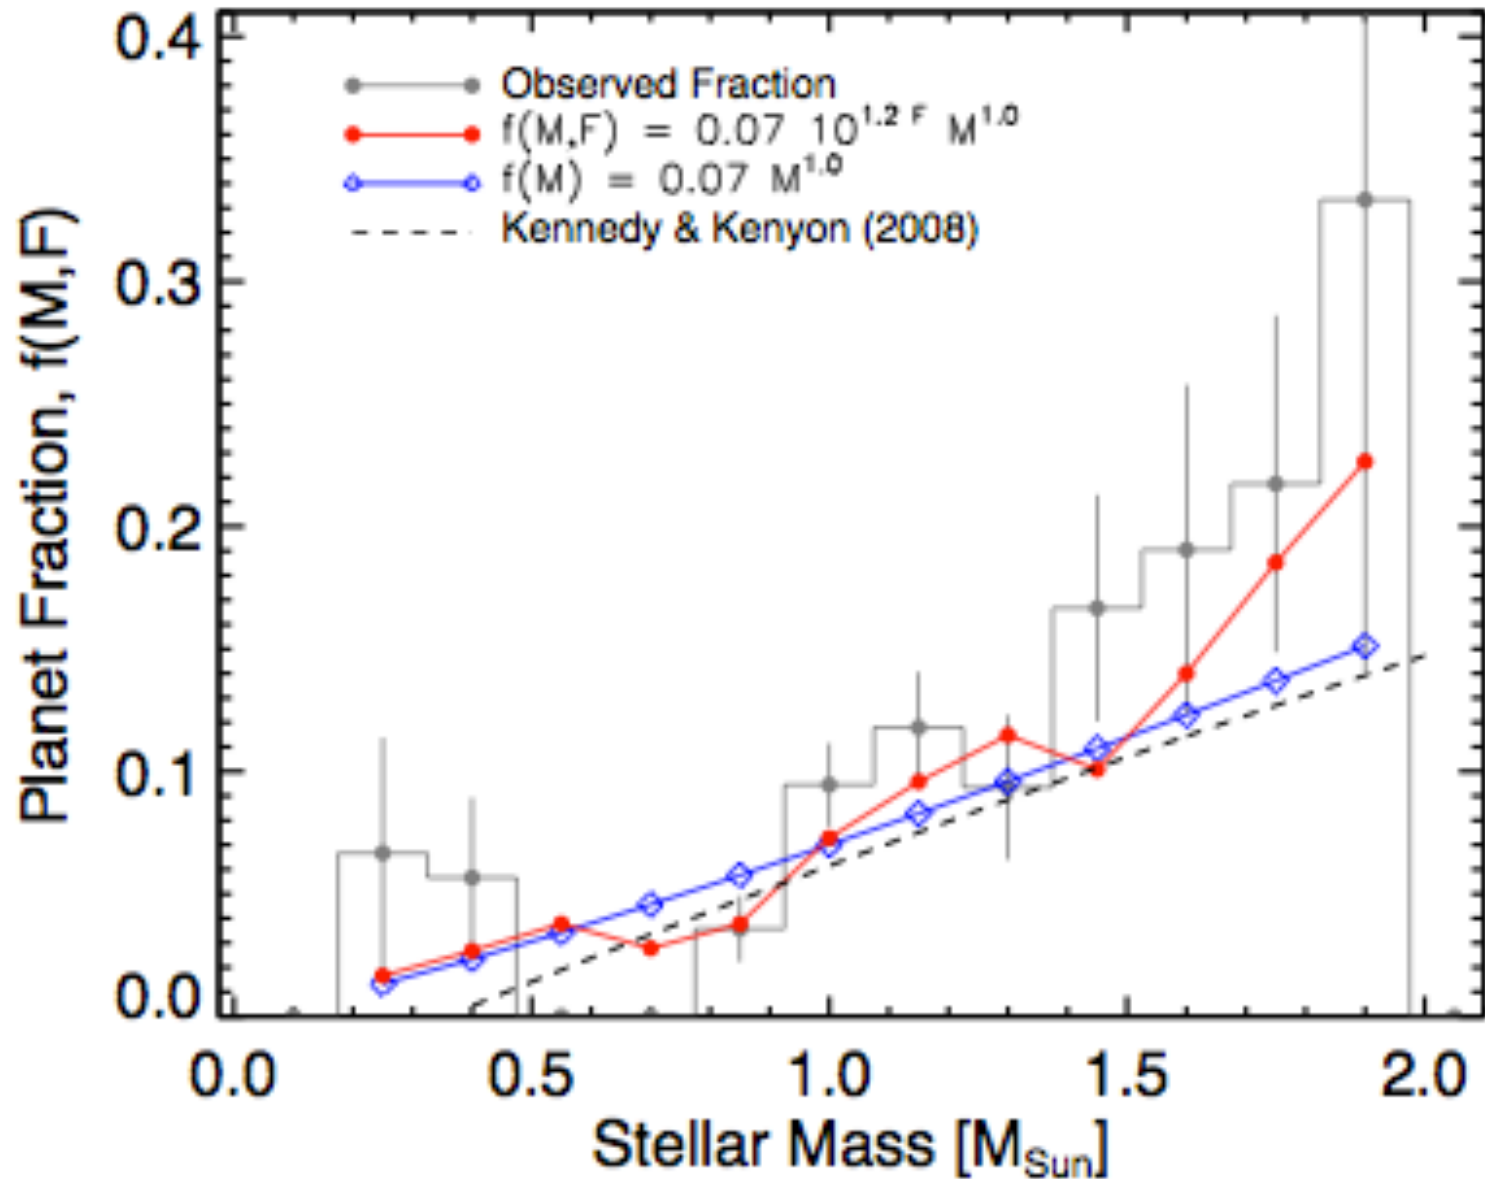 0.4
0.3
0.2
0.1
0.0
Planet Fraction, f(M,F)
Observed Fraction
f(M,F) = 0.07 10^1.2 F M^1.0
f(M) = 0.07 M^1.0
Kennedy & Kenyon (2008)
0.0 0.5 1.0 1.5 2.0
Stellar Mass [M_Sun]